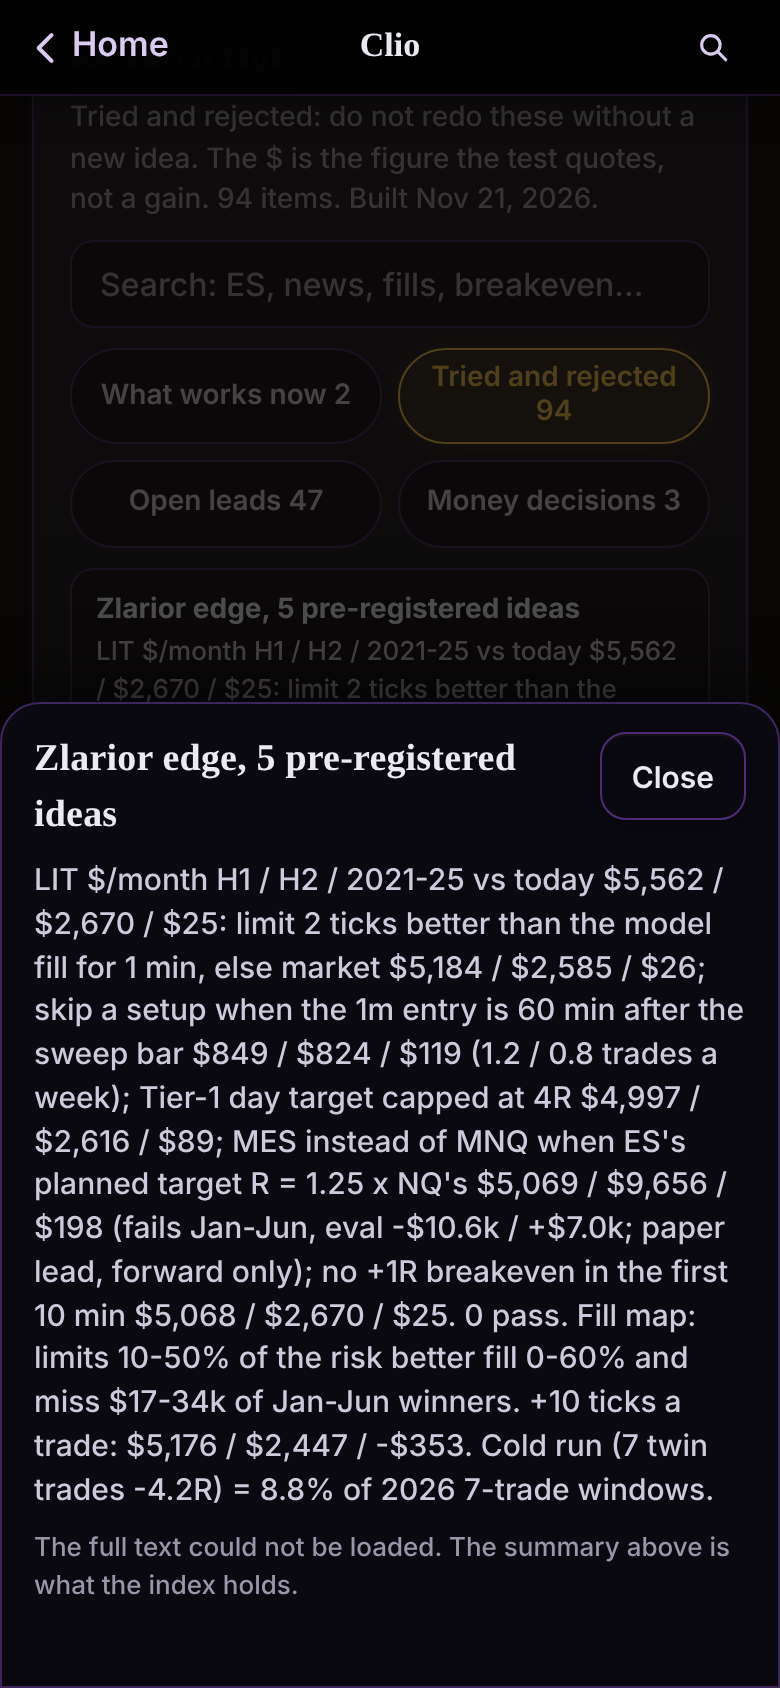 Home
Clio
Tried and rejected: do not redo these without a
new idea. The $ is the figure the test quotes,
not a gain. 94 items. Built Nov 21, 2026.
Search: ES, news, fills, breakeven...
What works now 2
Tried and rejected
94
Open leads 47
Money decisions 3
Zlarior edge, 5 pre-registered ideas
LIT $/month H1 / H2 / 2021-25 vs today $5,562
/ $2,670 / $25: limit 2 ticks better than the
Zlarior edge, 5 pre-registered
ideas
Close
LIT $/month H1 / H2 / 2021-25 vs today $5,562 /
$2,670 / $25: limit 2 ticks better than the model
fill for 1 min, else market $5,184 / $2,585 / $26;
skip a setup when the 1m entry is 60 min after the
sweep bar $849 / $824 / $119 (1.2 / 0.8 trades a
week); Tier-1 day target capped at 4R $4,997 /
$2,616 / $89; MES instead of MNQ when ES's
planned target R = 1.25 x NQ's $5,069 / $9,656 /
$198 (fails Jan-Jun, eval -$10.6k / +$7.0k; paper
lead, forward only); no +1R breakeven in the first
10 min $5,068 / $2,670 / $25. 0 pass. Fill map:
limits 10-50% of the risk better fill 0-60% and
miss $17-34k of Jan-Jun winners. +10 ticks a
trade: $5,176 / $2,447 / -$353. Cold run (7 twin
trades -4.2R) = 8.8% of 2026 7-trade windows.
The full text could not be loaded. The summary above is
what the index holds.